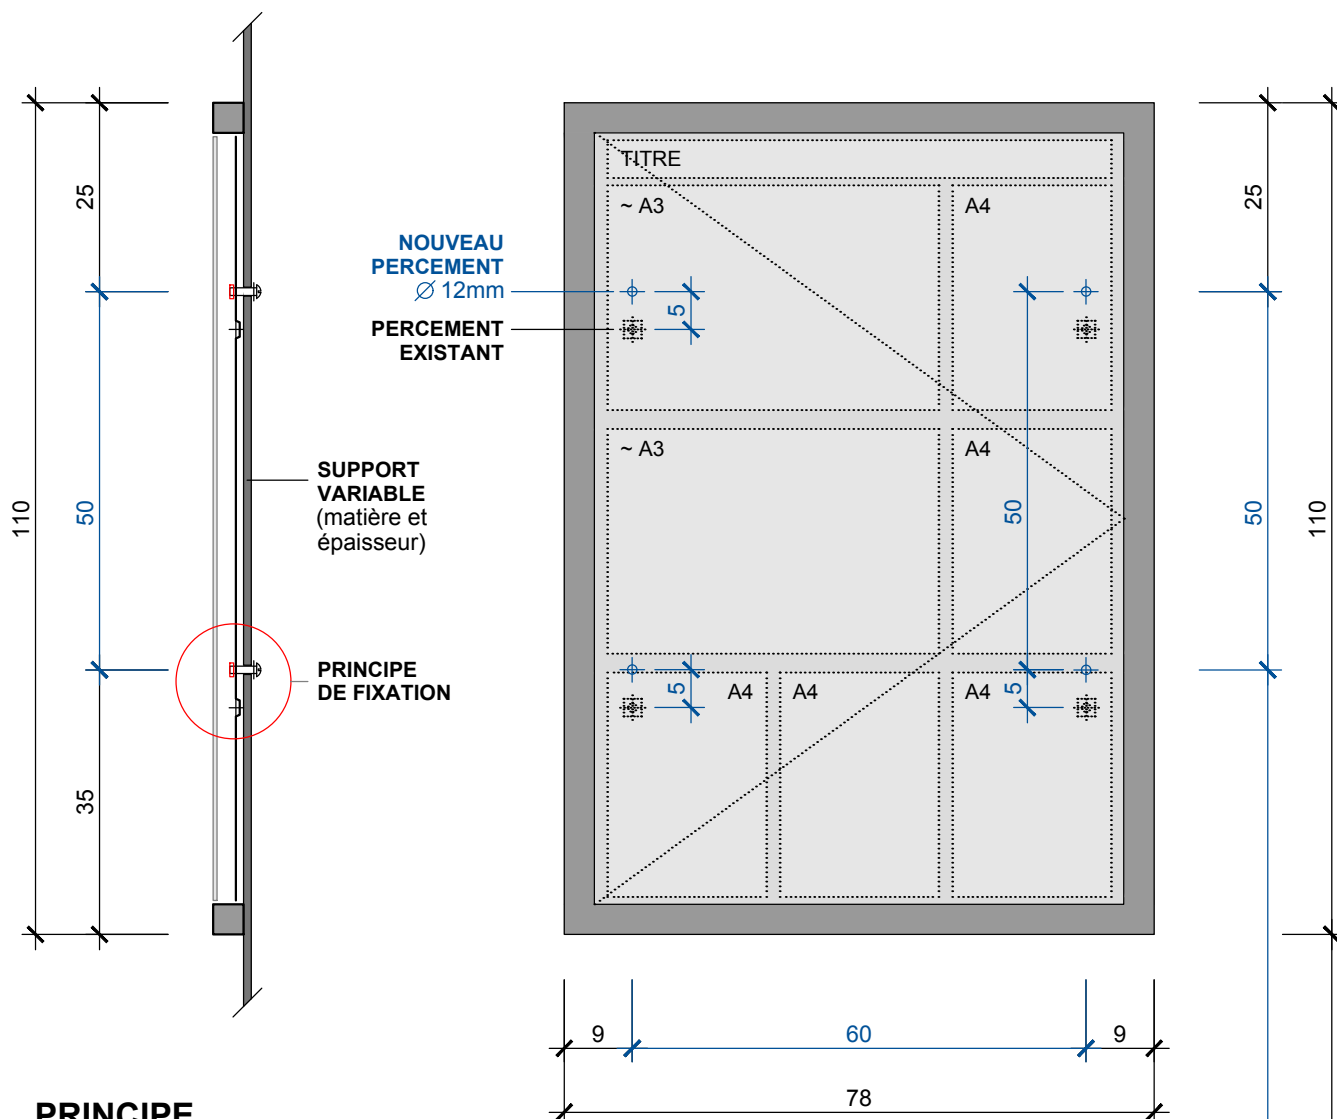 TITRE
~ A3
A4
NOUVEAU
PERCEMENT
Ø 12mm
PERCEMENT
EXISTANT
5
25
25
~ A3
A4
SUPPORT
VARIABLE
(matière et
épaisseur)
110
50
50
50
110
PRINCIPE
DE FIXATION
A4
A4
A4
5
5
35
9
60
9
78
PRINCIPE